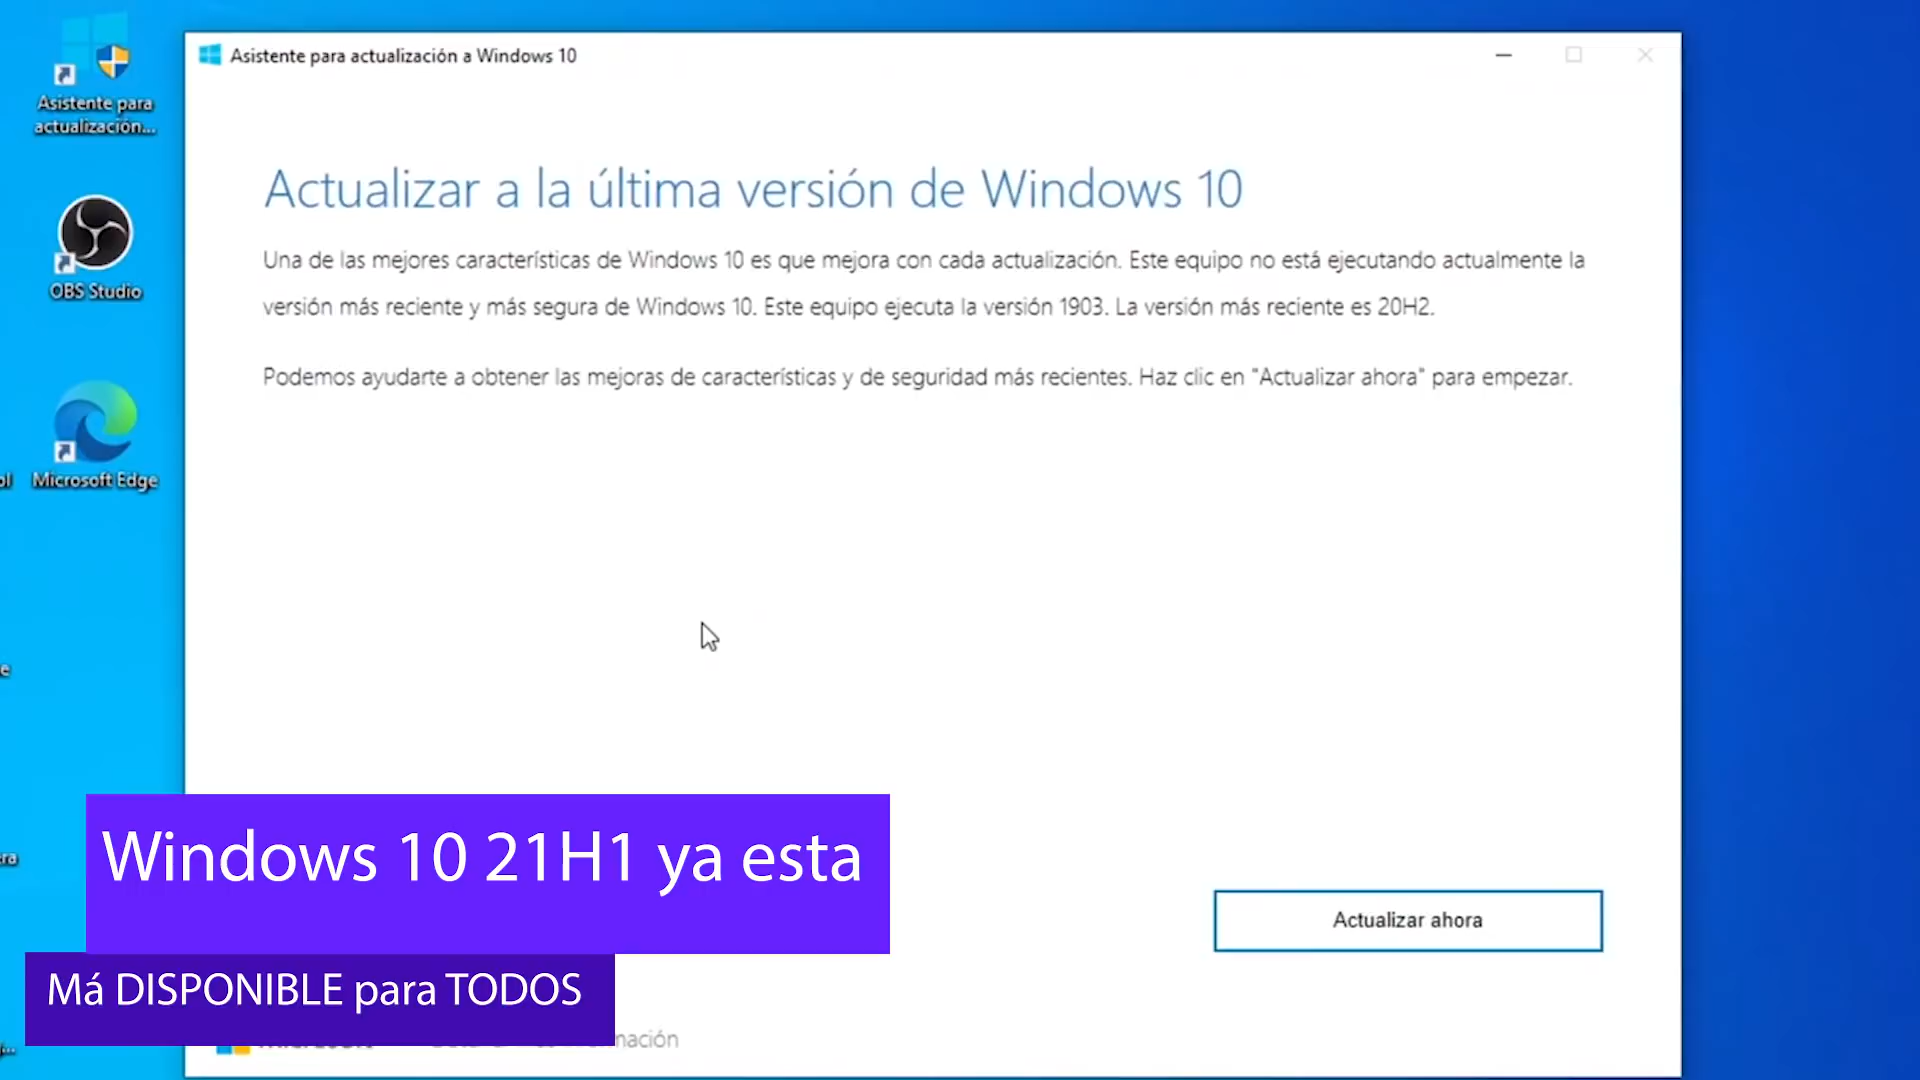 Asistente para actualización a Windows 10
Asistente para
actualización...
OBS Studio
Microsoft Edge
Actualizar a la última versión de Windows 10
Una de las mejores características de Windows 10 es que mejora con cada actualización. Este equipo no está ejecutando actualmente la
versión más reciente y más segura de Windows 10. Este equipo ejecuta la versión 1903. La versión más reciente es 20H2.
Podemos ayudarte a obtener las mejoras de características y de seguridad más recientes. Haz clic en "Actualizar ahora" para empezar.
Windows 10 21H1 ya esta
Má DISPONIBLE para TODOS
Actualizar ahora